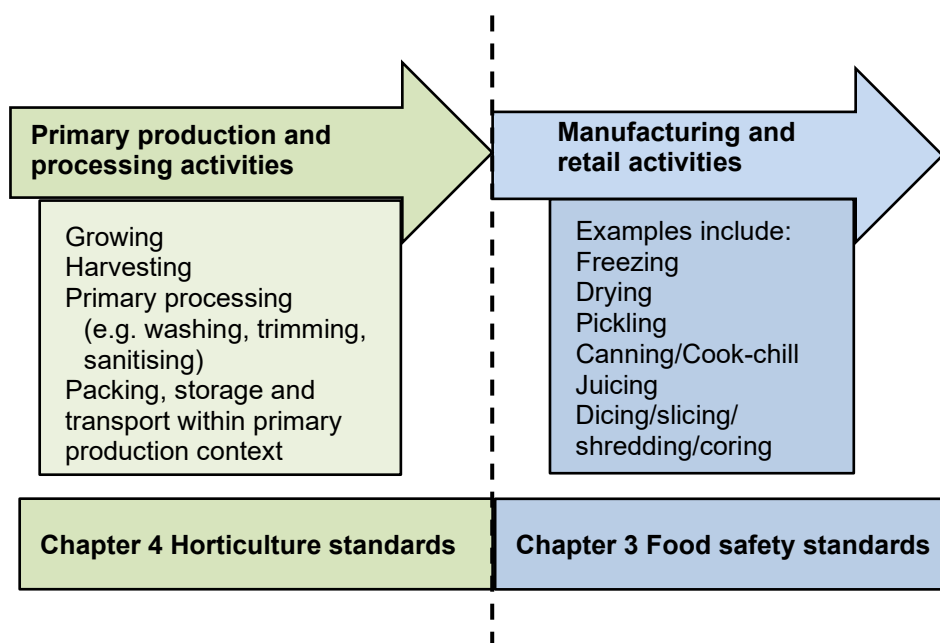 Primary production and
processing activities
Growing
Harvesting
Primary processing
(e.g. washing, trimming,
sanitising)
Packing, storage and
transport within primary
production context
Manufacturing and
retail activities
Examples include:
Freezing
Drying
Pickling
Canning/Cook-chill
Juicing
Dicing/slicing/
shredding/coring
Chapter 4 Horticulture standards
Chapter 3 Food safety standards